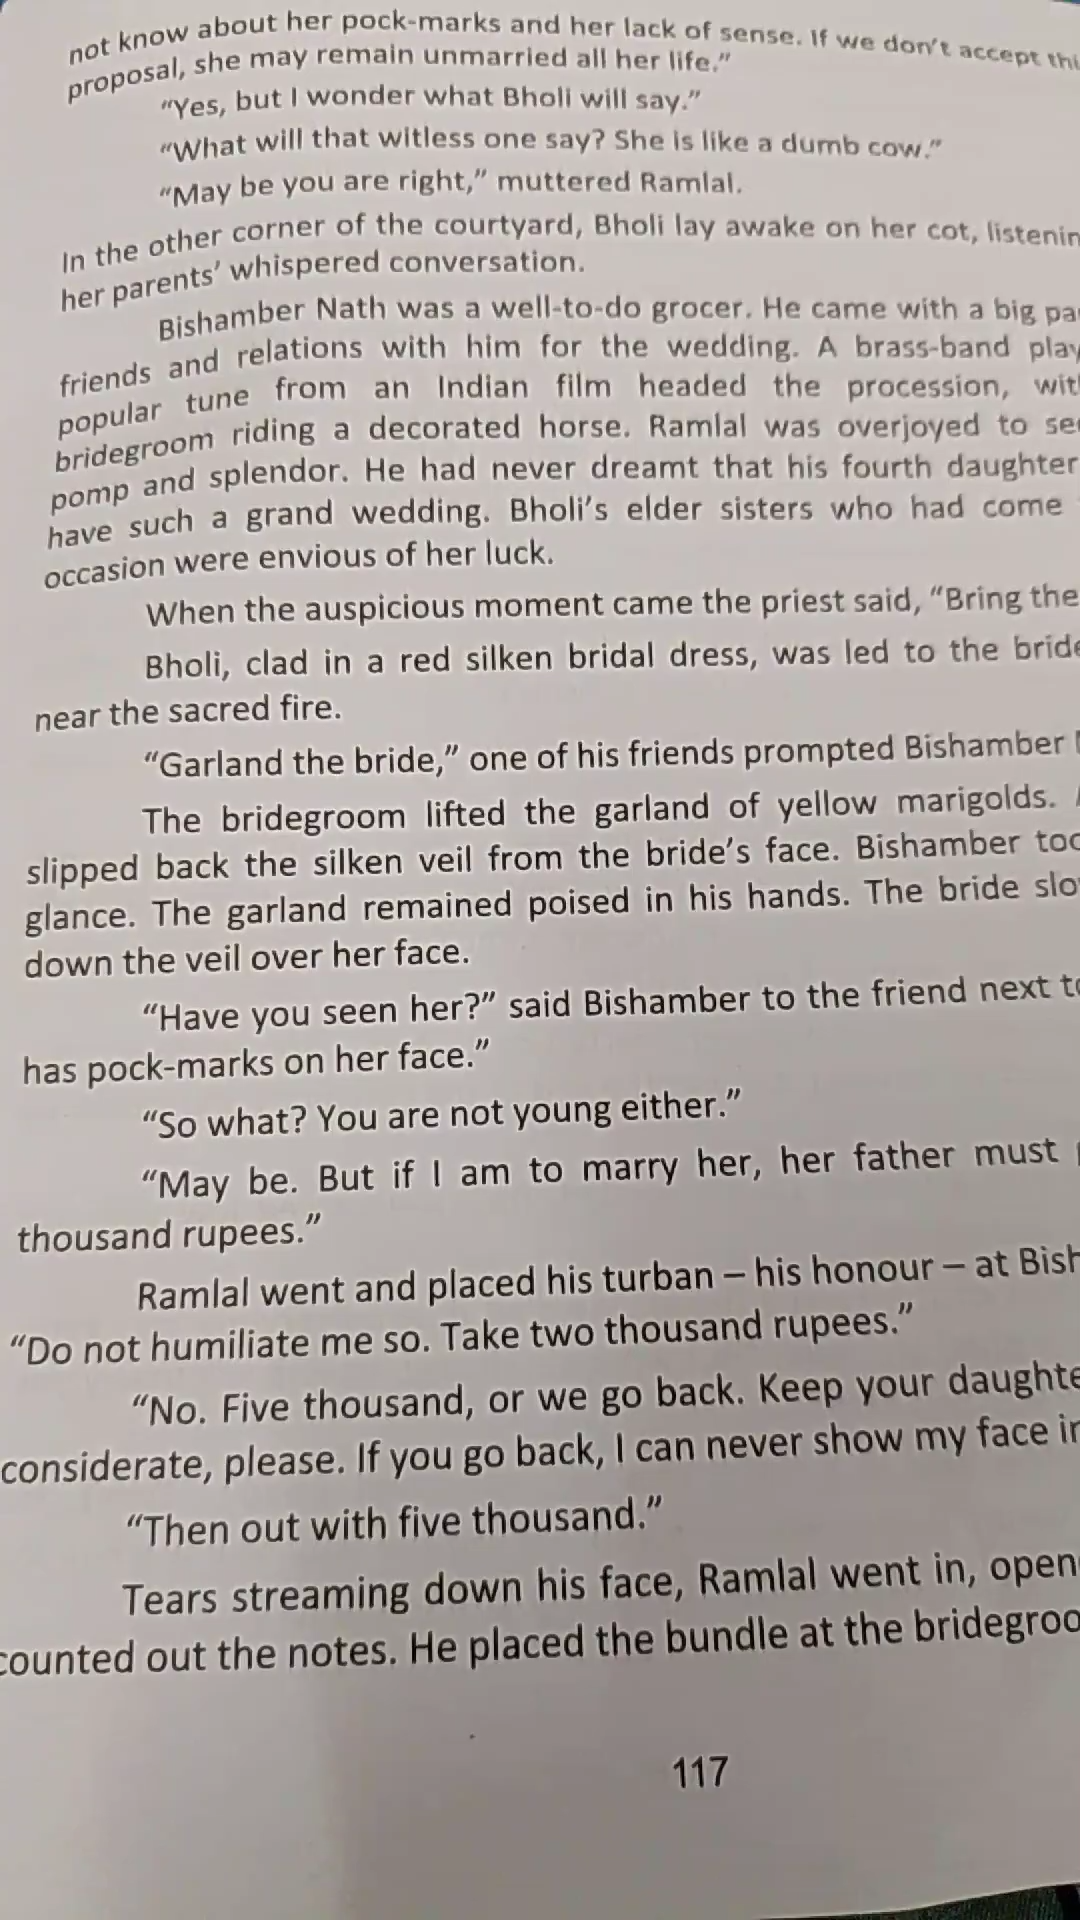 not know about her pock-marks and her lack of sense. If we don't accept
proposal, she may remain unmarried all her life."
"Yes, but I wonder what Bholi will say."
"What will that witless one say? She is like a dumb cow."
"May be you are right," muttered Ramlal.
In the other corner of the courtyard, Bholi lay awake on her cot,
her parents' whispered conversation.
Bishamber Nath was a well-to-do grocer. He came with a big
friends and relations with him for the wedding. A brass-band
popular tune from an Indian film headed the procession,
bridegroom riding a decorated horse. Ramlal was overjoyed to
pomp and splendor. He had never dreamt that his fourth daughter
have such a grand wedding. Bholi's elder sisters who had come
occasion were envious of her luck.
When the auspicious moment came the priest said, "Bring the
Bholi, clad in a red silken bridal dress, was led to the
near the sacred fire.
"Garland the bride," one of his friends prompted Bishamber
The bridegroom lifted the garland of yellow marigolds.
slipped back the silken veil from the bride's face. Bishamber
glance. The garland remained poised in his hands. The bride
down the veil over her face.
"Have you seen her?" said Bishamber to the friend next
has pock-marks on her face."
"So what? You are not young either."
"May be. But if I am to marry her, her father must
thousand rupees."
Ramlal went and placed his turban – his honour – at
"Do not humiliate me so. Take two thousand rupees."
"No. Five thousand, or we go back. Keep your
considerate, please. If you go back, I can never show my face
"Then out with five thousand."
Tears streaming down his face, Ramlal went in,
counted out the notes. He placed the bundle at the
117